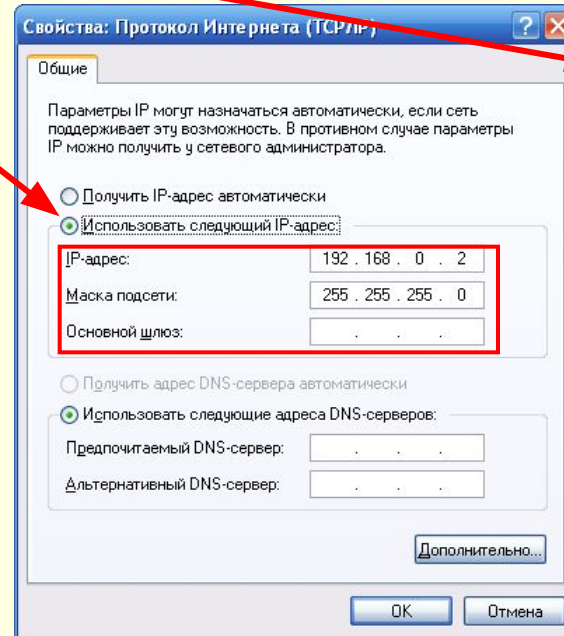 Свойства: Протокол Интернета (TCP/IP)
Общие
Параметры IP могут назначаться автоматически, если сеть
поддерживает эту возможность. В противном случае параметры
IP можно получить у сетевого администратора.
Получить IP-адрес автоматически
Использовать следующий IP-адрес:
IP-адрес: 192 . 168 . 0 . 2
Маска подсети: 255 . 255 . 255 . 0
Основной шлюз: . . .
Получить адрес DNS-сервера автоматически
Использовать следующие адреса DNS-серверов:
Предпочитаемый DNS-сервер: . . .
Альтернативный DNS-сервер: . . .
Дополнительно...
OK Отмена